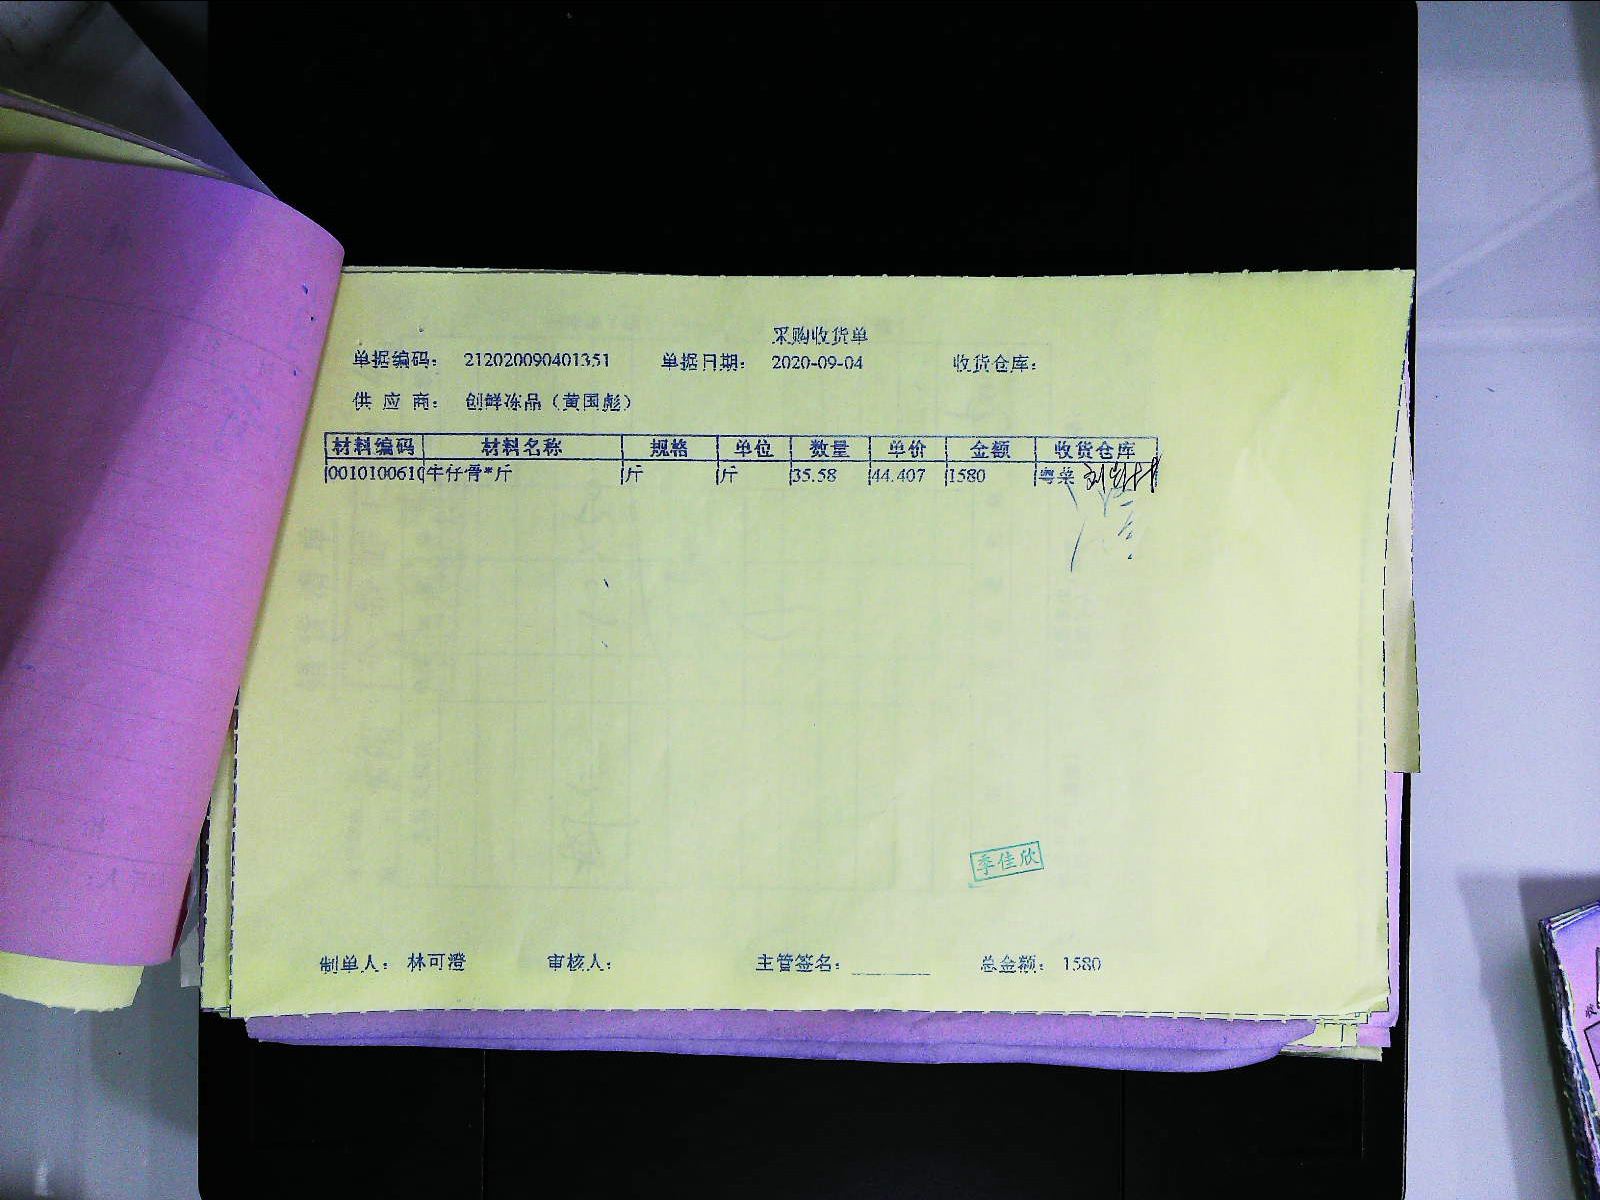 采购收货单
单据编码： 212020090401351 单据日期： 2020-09-04 收货仓库：
供 应 商： 创鲜冻品（黄国彪）
材料编码 材料名称 规格 单位 数量 单价 金额 收货仓库
0010100610 牛仔骨*斤 斤 斤 35.58 44.407 1580 粤菜
季佳欣
制单人： 林可澄 审核人： 主管签名： 总金额： 1580